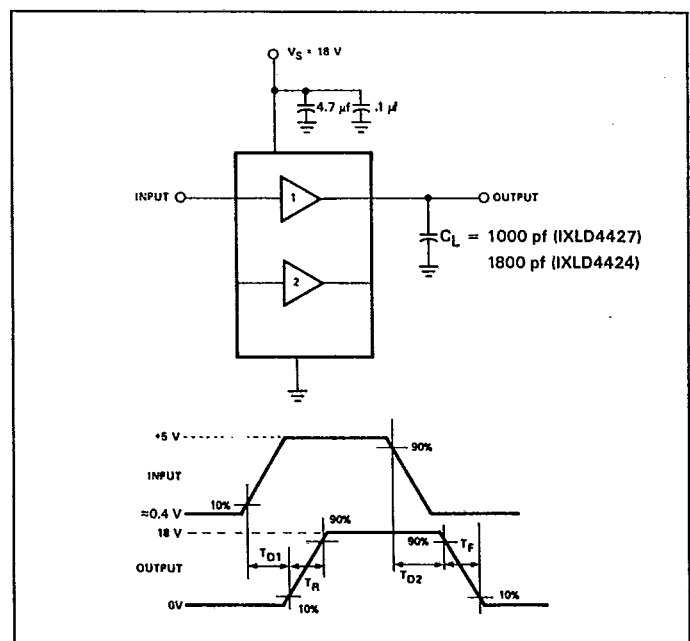 V_S = 18 V
4.7 µf .1 µf
INPUT
1
OUTPUT
C_L = 1000 pf (IXLD4427)
1800 pf (IXLD4424)
2
+5 V
90%
INPUT
10%
≈0.4 V
18 V
90%
90%
T_F
T_D1
OUTPUT
T_R
T_D2
10%
10%
0V